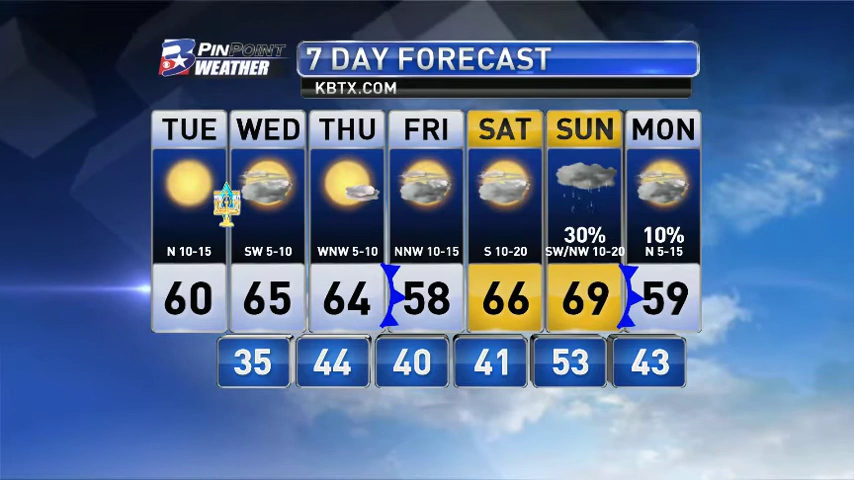 PINPOINT
WEATHER
7 DAY FORECAST
KBTX.COM
TUE WED THU FRI SAT SUN MON
30% 10%
N 10-15 SW 5-10 WNW 5-10 NNW 10-15 S 10-20 SW/NW 10-20 N 5-15
60 65 64 58 66 69 59
35 44 40 41 53 43